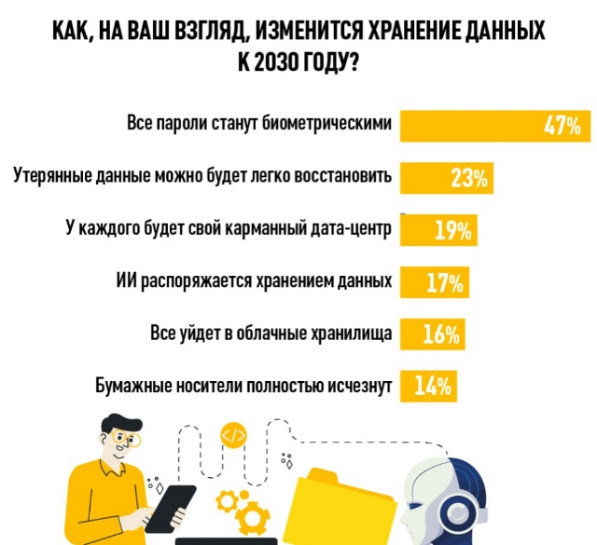 КАК, НА ВАШ ВЗГЛЯД, ИЗМЕНИТСЯ ХРАНЕНИЕ ДАННЫХ
К 2030 ГОДУ?
Все пароли станут биометрическими 47%
Утерянные данные можно будет легко восстановить 23%
У каждого будет свой карманный дата-центр 19%
ИИ распоряжается хранением данных 17%
Все уйдет в облачные хранилища 16%
Бумажные носители полностью исчезнут 14%
</>